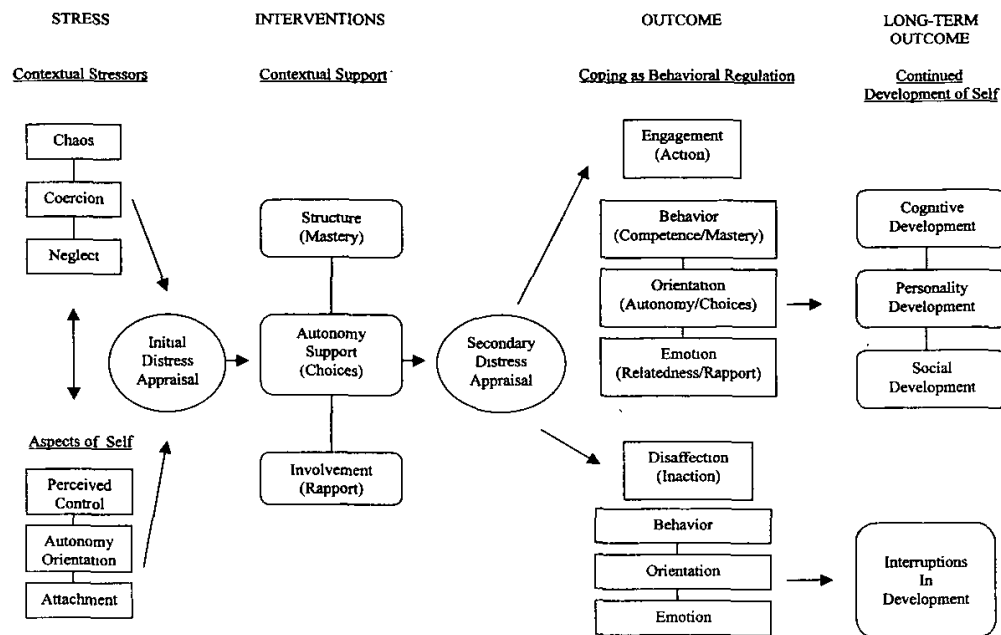 STRESS
INTERVENTIONS
OUTCOME
LONG-TERM
OUTCOME
Contextual Stressors
Contextual Support
Coping as Behavioral Regulation
Continued
Development of Self
Chaos
Coercion
Neglect
Aspects of Self
Perceived
Control
Autonomy
Orientation
Attachment
Initial
Distress
Appraisal
Structure
(Mastery)
Autonomy
Support
(Choices)
Involvement
(Rapport)
Secondary
Distress
Appraisal
Engagement
(Action)
Behavior
(Competence/Mastery)
Orientation
(Autonomy/Choices)
Emotion
(Relatedness/Rapport)
Disaffection
(Inaction)
Behavior
Orientation
Emotion
Cognitive
Development
Personality
Development
Social
Development
Interruptions
In
Development